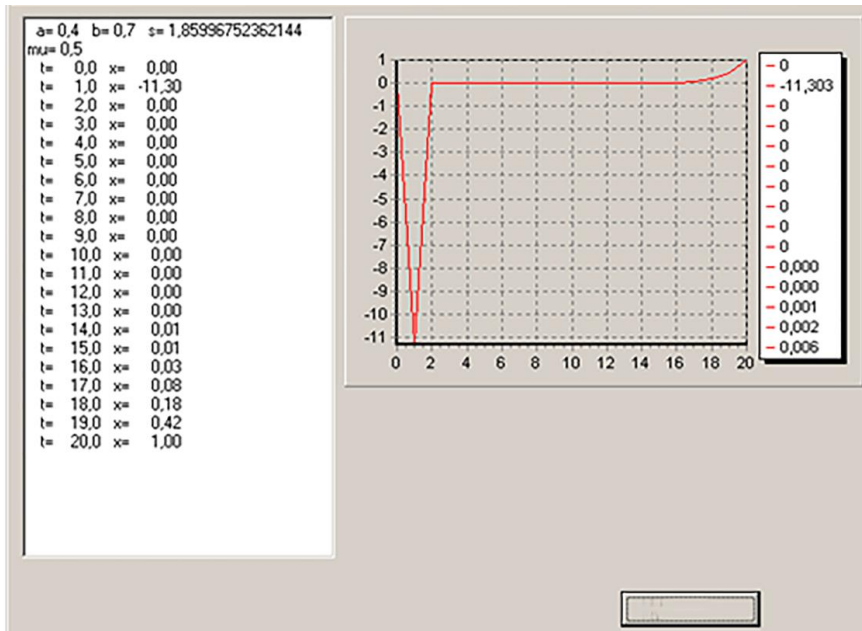 a= 0,4 b= 0,7 s= 1,85996752362144
mu= 0,5
t= 0,0 x= 0,00
t= 1,0 x= -11,30
t= 2,0 x= 0,00
t= 3,0 x= 0,00
t= 4,0 x= 0,00
t= 5,0 x= 0,00
t= 6,0 x= 0,00
t= 7,0 x= 0,00
t= 8,0 x= 0,00
t= 9,0 x= 0,00
t= 10,0 x= 0,00
t= 11,0 x= 0,00
t= 12,0 x= 0,00
t= 13,0 x= 0,00
t= 14,0 x= 0,01
t= 15,0 x= 0,01
t= 16,0 x= 0,03
t= 17,0 x= 0,08
t= 18,0 x= 0,18
t= 19,0 x= 0,42
t= 20,0 x= 1,00
1
0
-1
-2
-3
-4
-5
-6
-7
-8
-9
-10
-11
0 2 4 6 8 10 12 14 16 18 20
0
-11,303
0
0
0
0
0
0
0
0
0,000
0,000
0,001
0,002
0,006